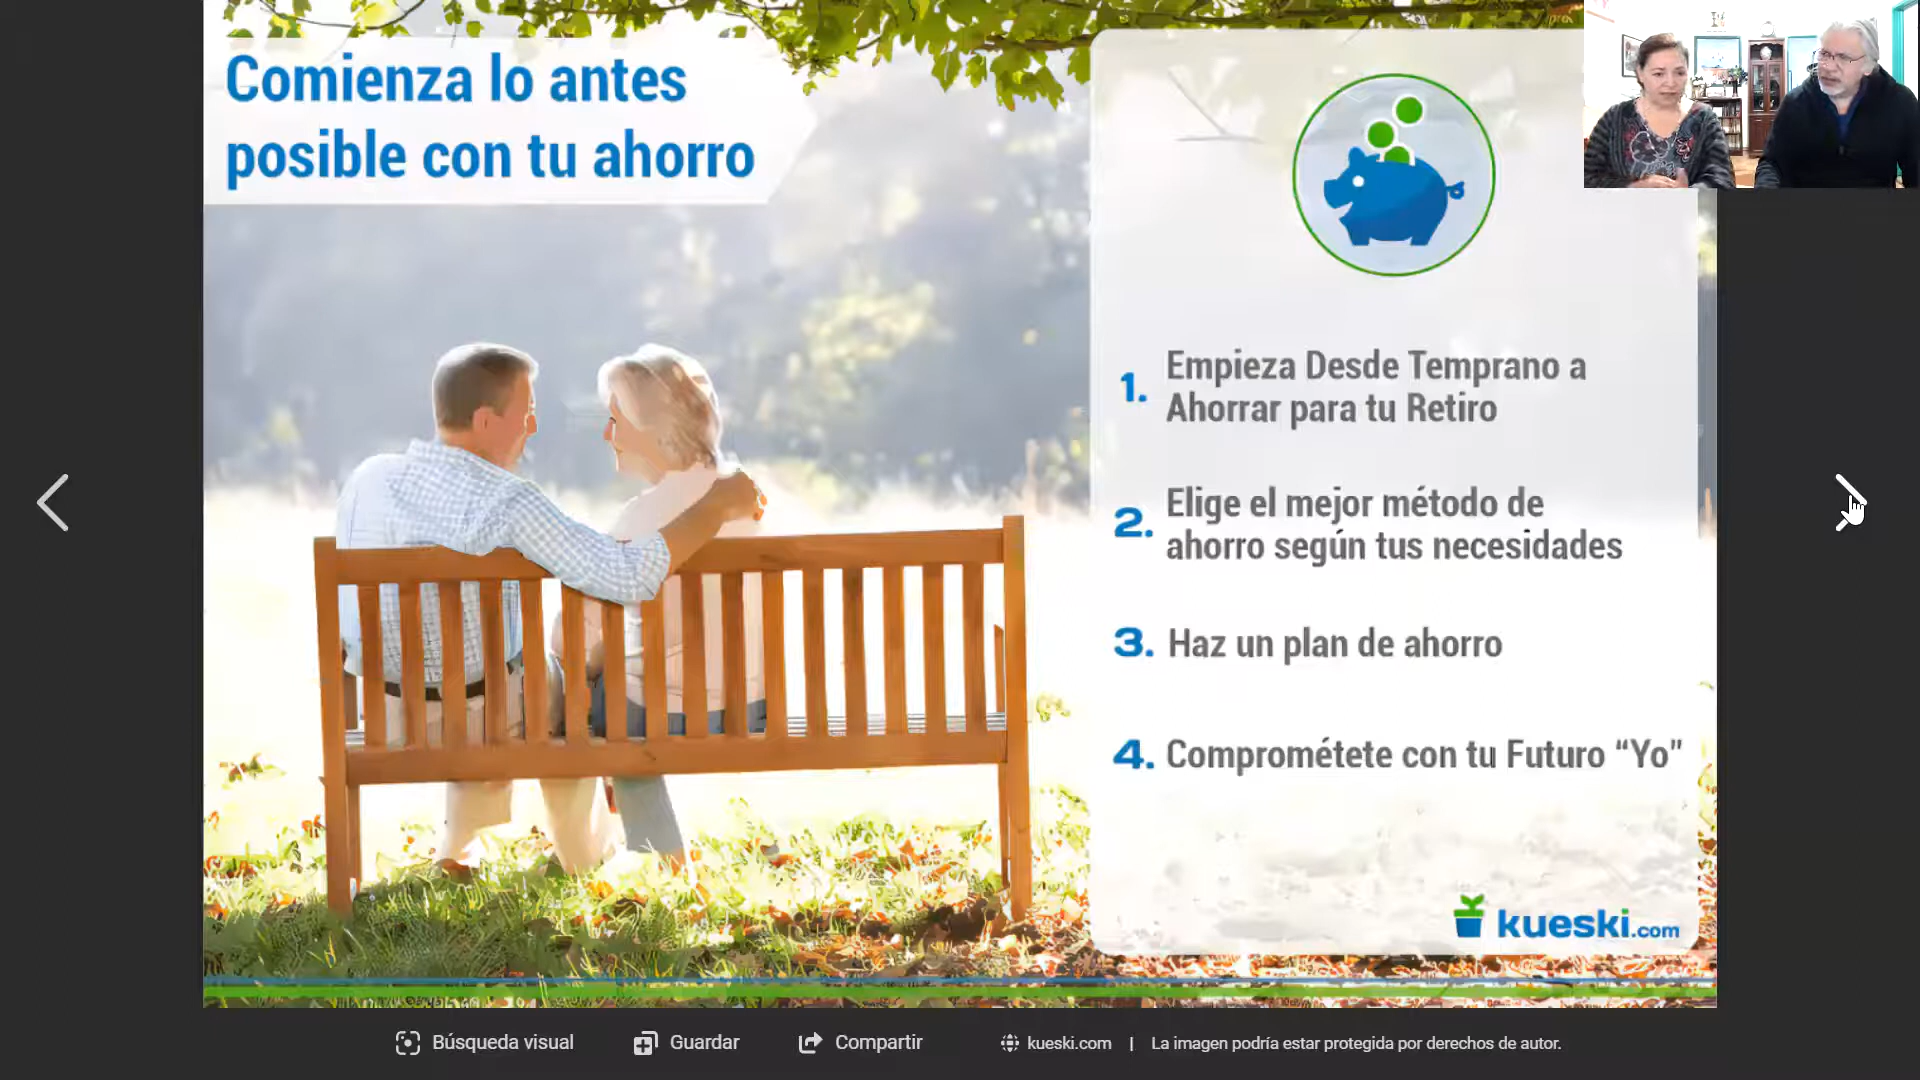 Comienza lo antes
posible con tu ahorro
1. Empieza Desde Temprano a
Ahorrar para tu Retiro
2. Elige el mejor método de
ahorro según tus necesidades
3. Haz un plan de ahorro
4. Comprométete con tu Futuro “Yo”
kueski.com
Búsqueda visual
Guardar
Compartir
kueski.com | La imagen podría estar protegida por derechos de autor.